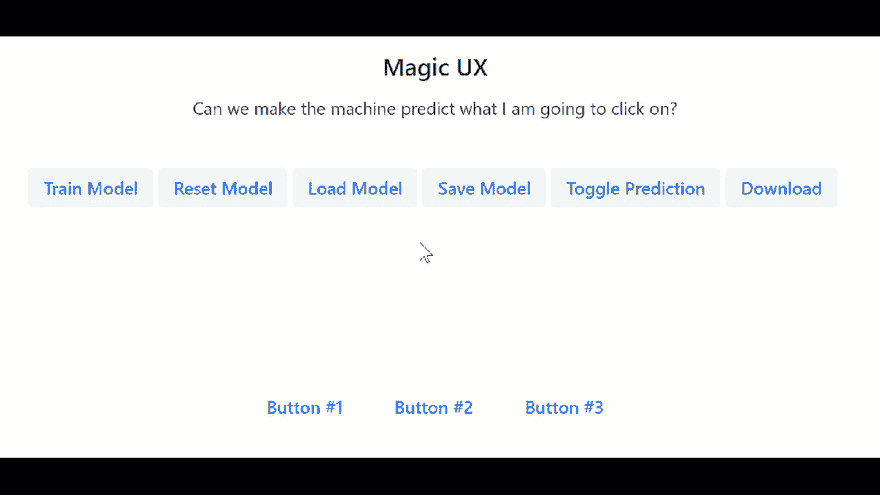 Magic UX
Can we make the machine predict what I am going to click on?
Train Model Reset Model Load Model Save Model Toggle Prediction Download
Button #1 Button #2 Button #3